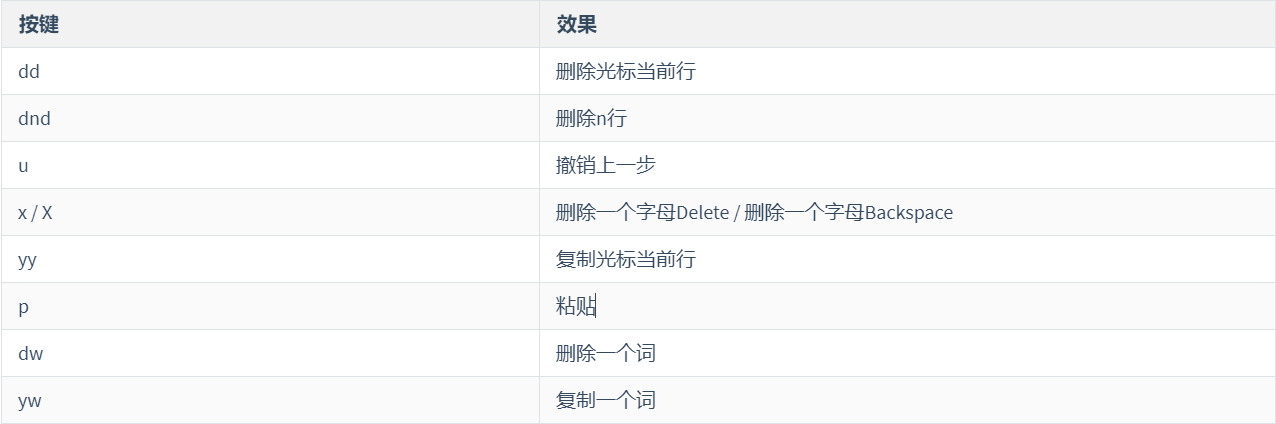 按键 效果
dd 删除光标当前行
dnd 删除n行
u 撤销上一步
x / X 删除一个字母Delete / 删除一个字母Backspace
yy 复制光标当前行
p 粘贴
dw 删除一个词
yw 复制一个词